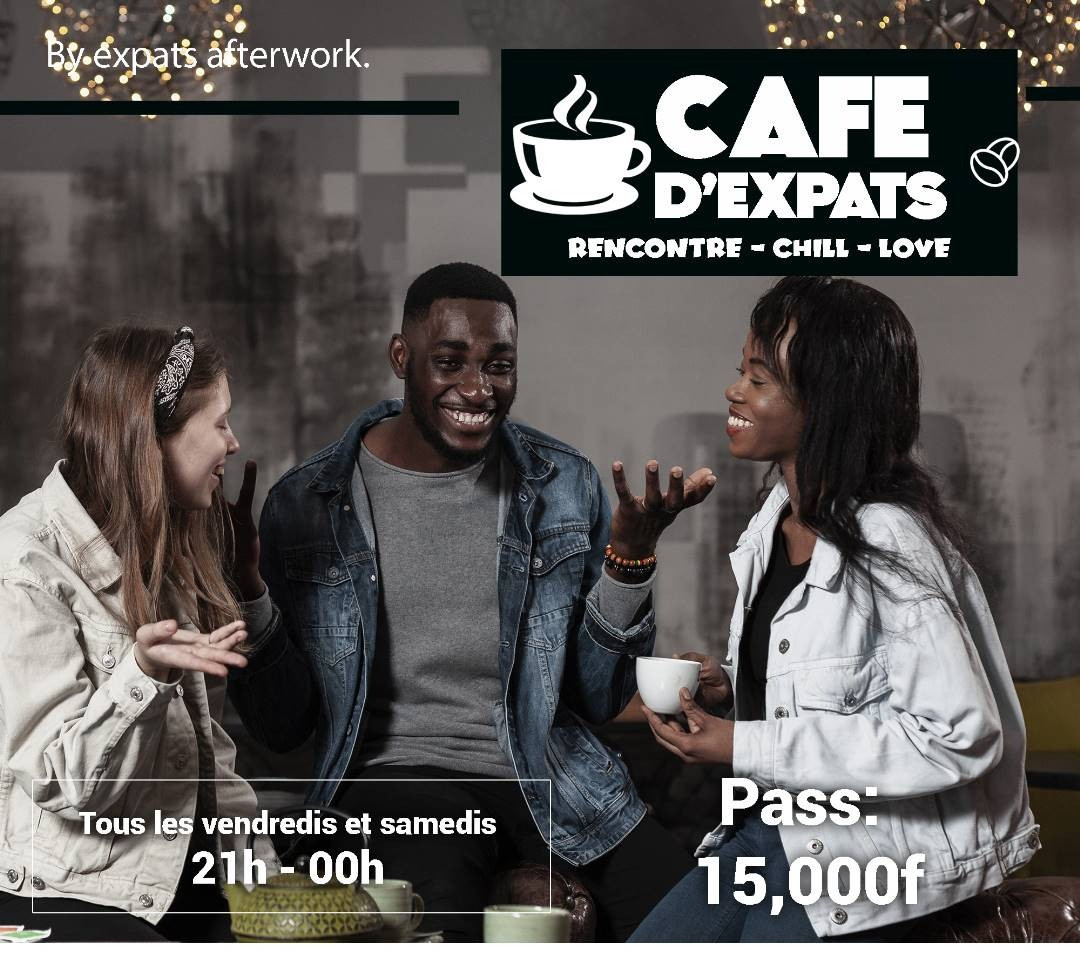 By expats afterwork.
CAFE
D'EXPATS
RENCONTRE - CHILL - LOVE
Tous les vendredis et samedis
21h - 00h
Pass:
15,000f